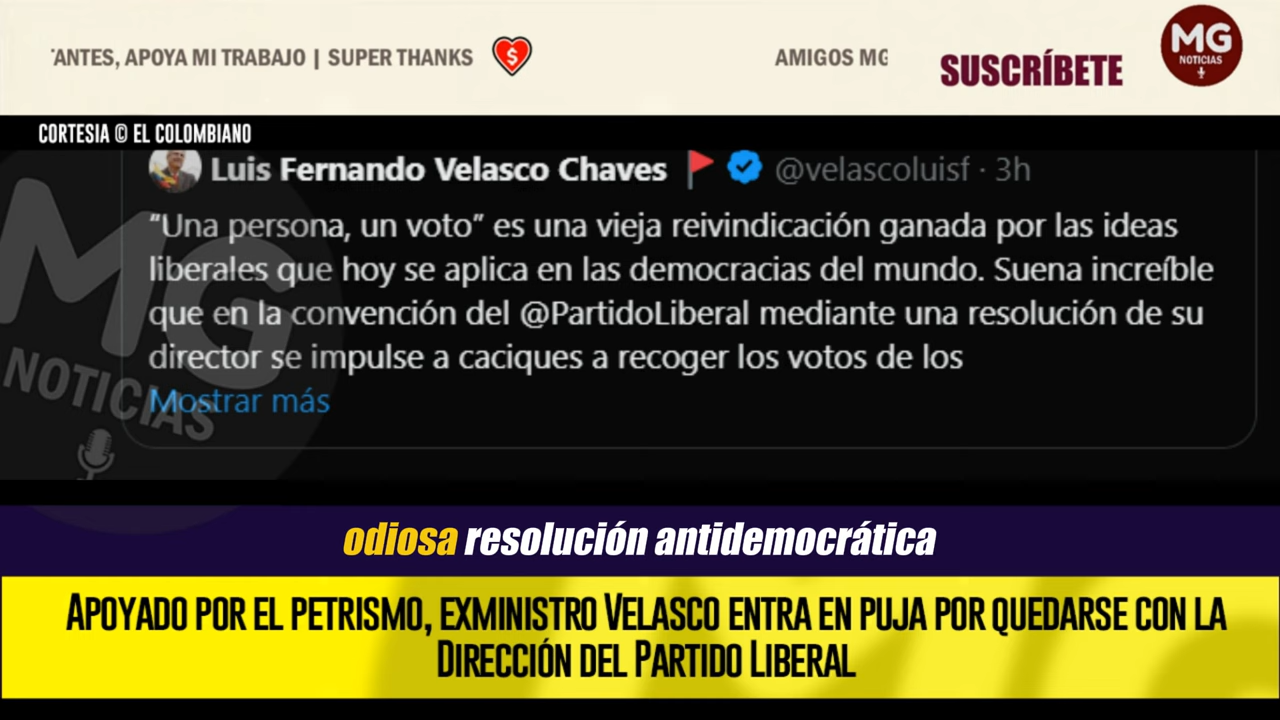 'ANTES, APOYA MI TRABAJO | SUPER THANKS
AMIGOS MG
SUSCRÍBETE
MG
NOTICIAS
CORTESIA © EL COLOMBIANO
Luis Fernando Velasco Chaves @velascoluisf · 3h
“Una persona, un voto” es una vieja reivindicación ganada por las ideas
liberales que hoy se aplica en las democracias del mundo. Suena increíble
que en la convención del @PartidoLiberal mediante una resolución de su
director se impulse a caciques a recoger los votos de los
Mostrar más
MG
NOTICIAS
odiosa resolución antidemocrática
APOYADO POR EL PETRISMO, EXMINISTRO VELASCO ENTRA EN PUJA POR QUEDARSE CON LA
DIRECCIÓN DEL PARTIDO LIBERAL